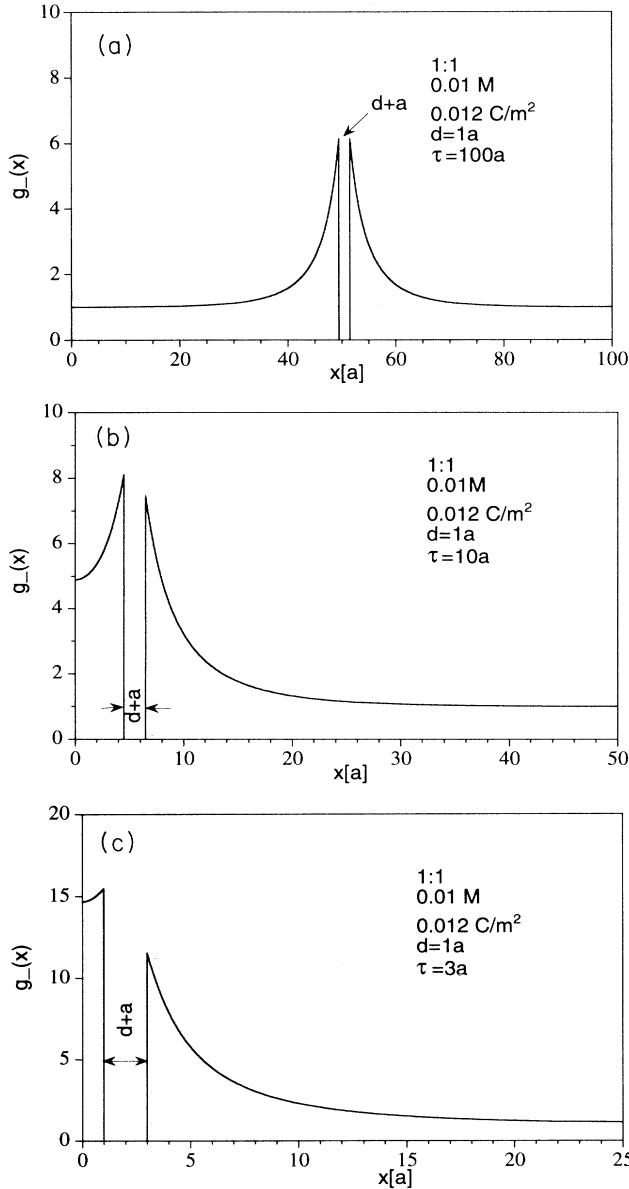 (a)
10
8
6
4
2
0
g_(x)
d+a
1:1
0.01 M
0.012 C/m²
d=1a
τ=100a
0 20 40 60 80 100
x[a]
(b)
10
8
6
4
2
0
g_(x)
d+a
1:1
0.01M
0.012 C/m²
d=1a
τ=10a
0 10 20 30 40 50
x[a]
(c)
20
15
10
5
0
g_(x)
d+a
1:1
0.01 M
0.012 C/m²
d=1a
τ=3a
0 5 10 15 20 25
x[a]